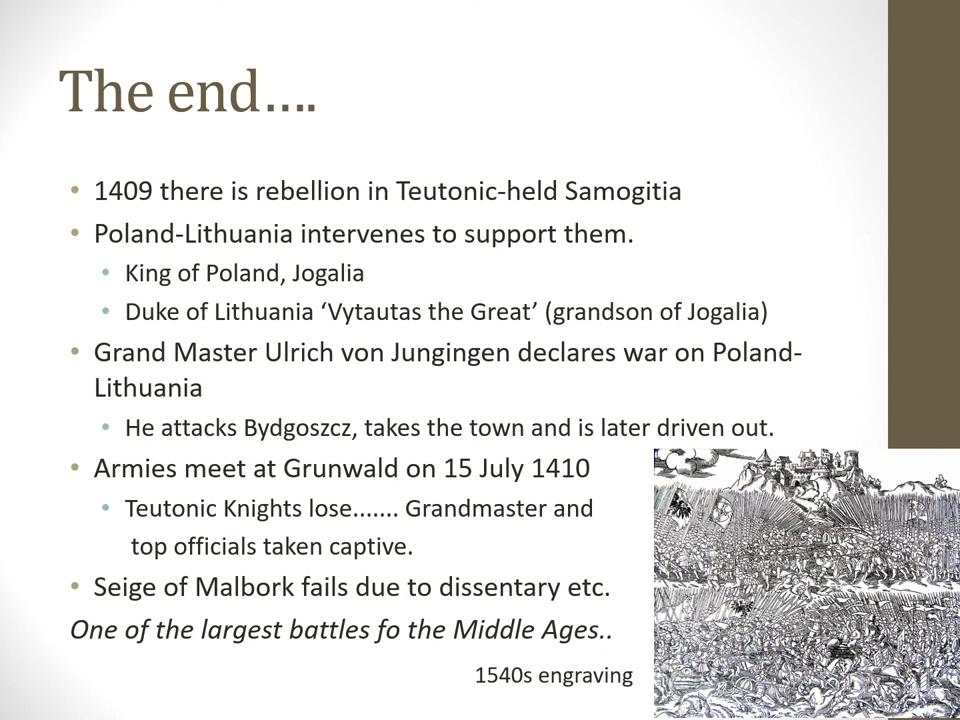 The end….
• 1409 there is rebellion in Teutonic-held Samogitia
• Poland-Lithuania intervenes to support them.
• King of Poland, Jogalia
• Duke of Lithuania ‘Vytautas the Great’ (grandson of Jogalia)
• Grand Master Ulrich von Jungingen declares war on Poland-
Lithuania
• He attacks Bydgoszcz, takes the town and is later driven out.
• Armies meet at Grunwald on 15 July 1410
• Teutonic Knights lose....... Grandmaster and
top officials taken captive.
• Seige of Malbork fails due to dissentary etc.
One of the largest battles fo the Middle Ages..
1540s engraving